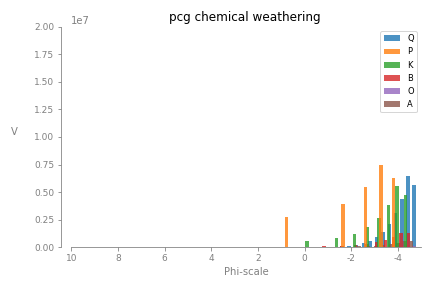 pcg chemical weathering
1e7
2.00
1.75
1.50
1.25
1.00
0.75
0.50
0.25
0.00
V
10 8 6 4 2 0 -2 -4
Phi-scale
Q
P
K
B
O
A